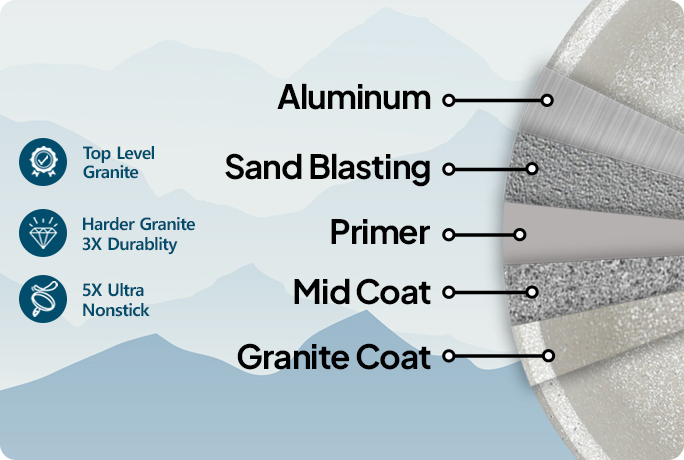 Aluminum
Sand Blasting
Primer
Mid Coat
Granite Coat
Top Level
Granite
Harder Granite
3X Durablity
5X Ultra
Nonstick